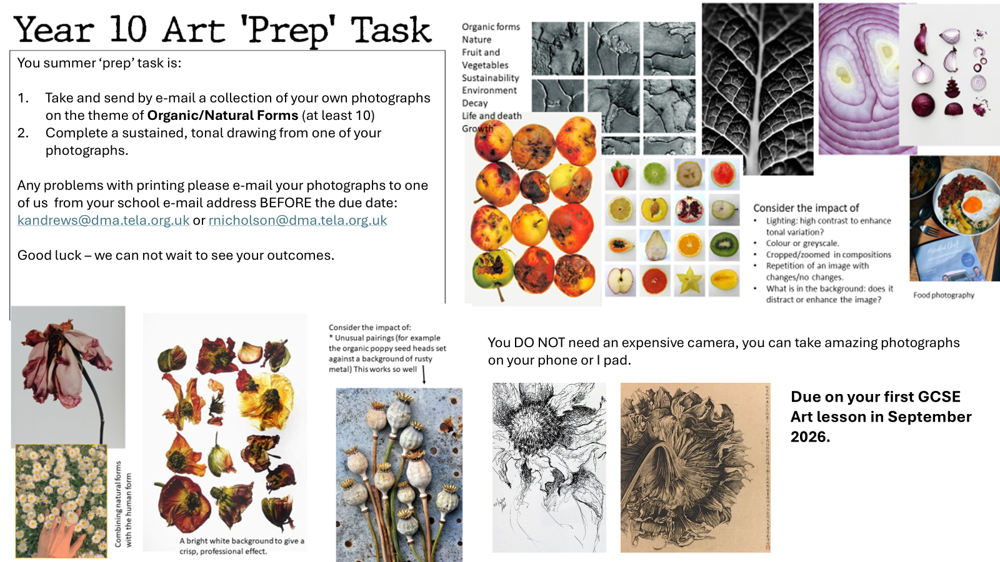 Year 10 Art 'Prep' Task
You summer ‘prep’ task is:
1. Take and send by e-mail a collection of your own photographs
on the theme of Organic/Natural Forms (at least 10)
2. Complete a sustained, tonal drawing from one of your
photographs.
Any problems with printing please e-mail your photographs to one
of us from your school e-mail address BEFORE the due date:
kandrews@dma.tela.org.uk or rnicholson@dma.tela.org.uk
Good luck – we can not wait to see your outcomes.
Organic forms
Nature
Fruit and
Vegetables
Sustainability
Environment
Decay
Life and death
Growth
Consider the impact of
• Lighting: high contrast to enhance
tonal variation?
• Colour or greyscale.
• Cropped/zoomed in compositions
• Repetition of an image with
changes/no changes.
• What is in the background: does it
distract or enhance the image?
Food photography
Combining natural forms
with the human form
A bright white background to give a
crisp, professional effect.
Consider the impact of:
* Unusual pairings (for example
the organic poppy seed heads set
against a background of rusty
metal) This works so well
You DO NOT need an expensive camera, you can take amazing photographs
on your phone or I pad.
Due on your first GCSE
Art lesson in September
2026.